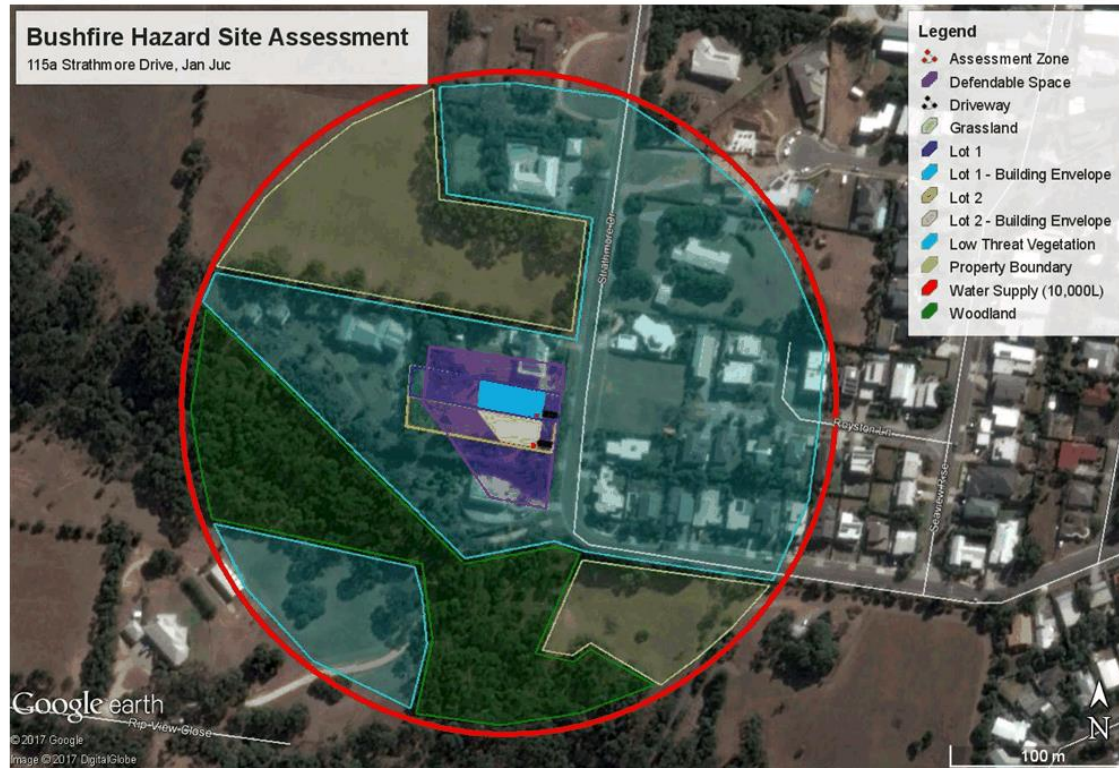 Bushfire Hazard Site Assessment
115a Strathmore Drive, Jan Juc
Legend
Assessment Zone
Defendable Space
Driveway
Grassland
Lot 1
Lot 1 - Building Envelope
Lot 2
Lot 2 - Building Envelope
Low Threat Vegetation
Property Boundary
Water Supply (10,000L)
Woodland
Strathmore Dr
Royston Ln
Seaview Rise
Google earth
Rip View Close
© 2017 Google
Image © 2017 DigitalGlobe
N
100 m